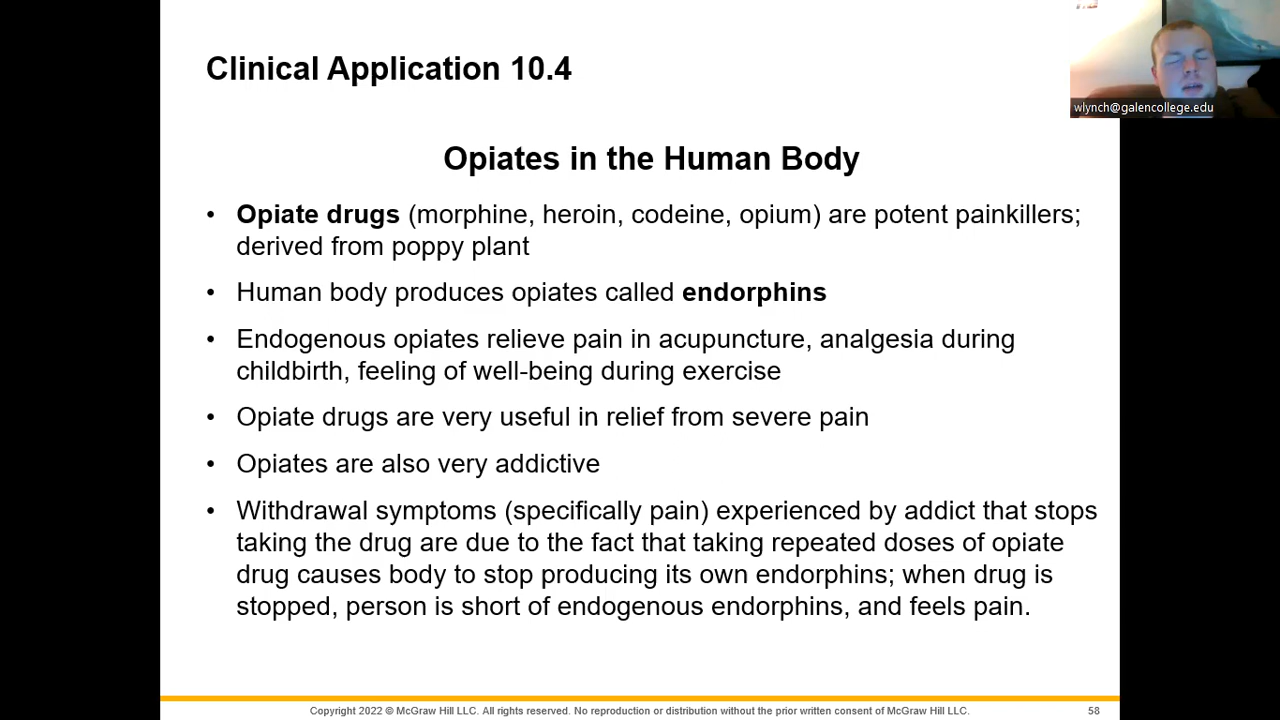 Clinical Application 10.4
wlynch@galencollege.edu
Opiates in the Human Body
• Opiate drugs (morphine, heroin, codeine, opium) are potent painkillers;
derived from poppy plant
• Human body produces opiates called endorphins
• Endogenous opiates relieve pain in acupuncture, analgesia during
childbirth, feeling of well-being during exercise
• Opiate drugs are very useful in relief from severe pain
• Opiates are also very addictive
• Withdrawal symptoms (specifically pain) experienced by addict that stops
taking the drug are due to the fact that taking repeated doses of opiate
drug causes body to stop producing its own endorphins; when drug is
stopped, person is short of endogenous endorphins, and feels pain.
Copyright 2022 © McGraw Hill LLC. All rights reserved. No reproduction or distribution without the prior written consent of McGraw Hill LLC.
58